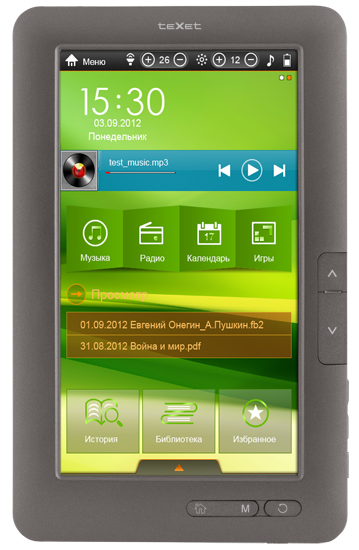 teXet
Меню 26 12
15:30
03.09.2012
Понедельник
test_music.mp3
Музыка Радио Календарь Игры
17
Просмотр
01.09.2012 Евгений Онегин_А.Пушкин.fb2
31.08.2012 Война и мир.pdf
История Библиотека Избранное
M